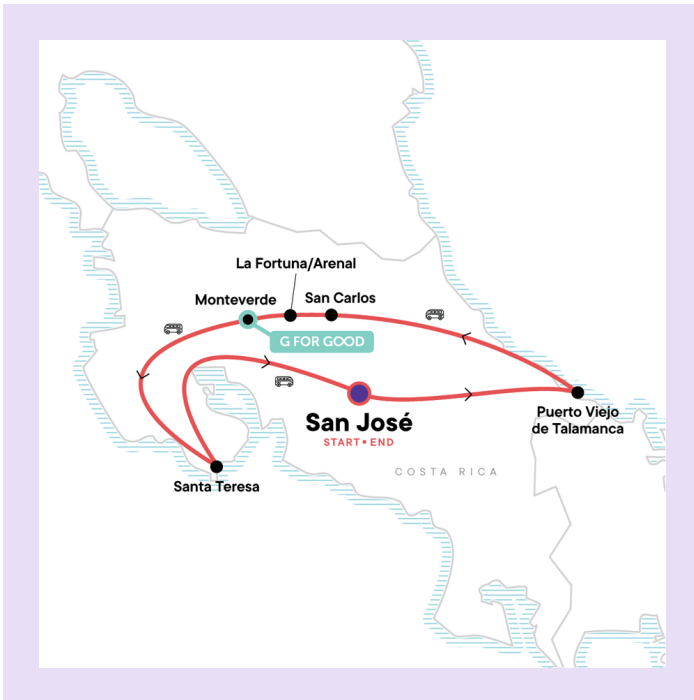 La Fortuna/Arenal
Monteverde
San Carlos
G FOR GOOD
San José
START • END
Puerto Viejo
de Talamanca
COSTA RICA
Santa Teresa